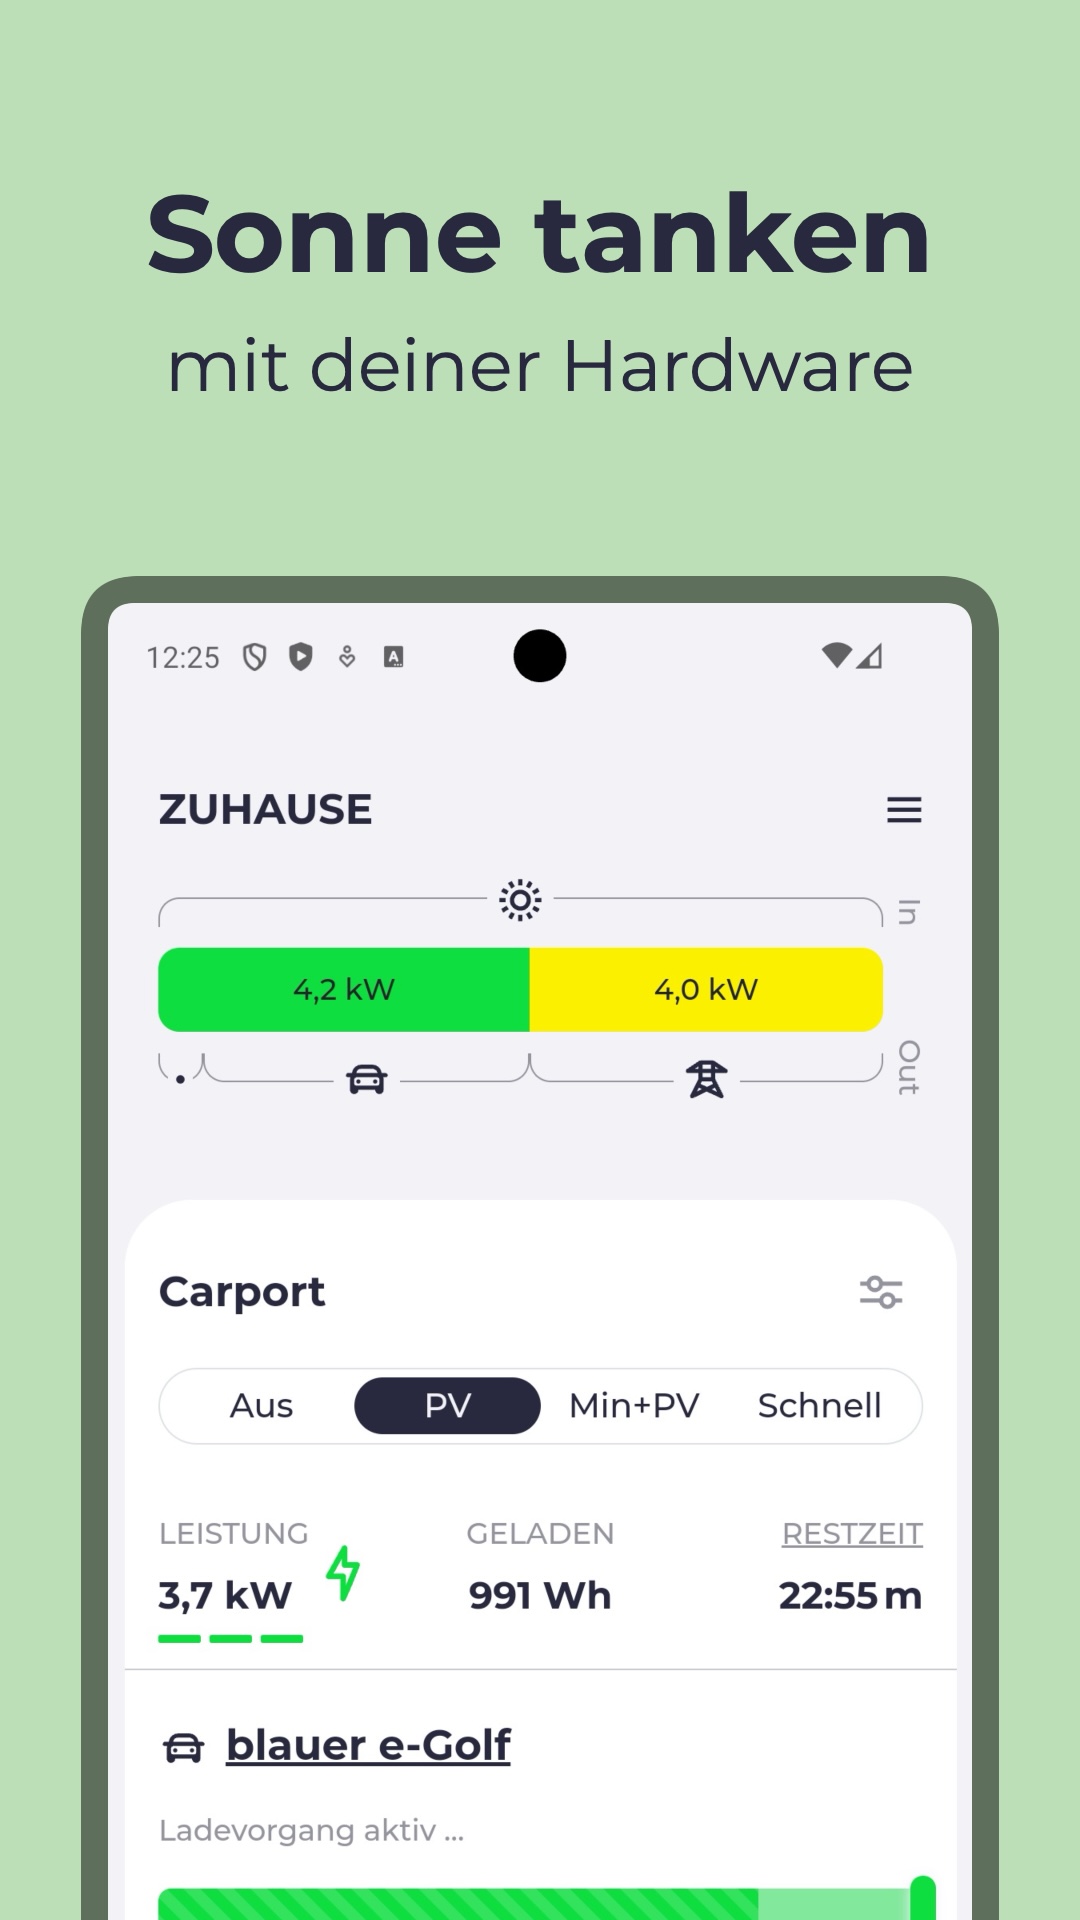 Sonne tanken
mit deiner Hardware
12:25
A
ZUHAUSE
In
4,2 kW 4,0 kW
Out
Carport
Aus PV Min+PV Schnell
LEISTUNG GELADEN RESTZEIT
3,7 kW 991 Wh 22:55 m
blauer e-Golf
Ladevorgang aktiv ...